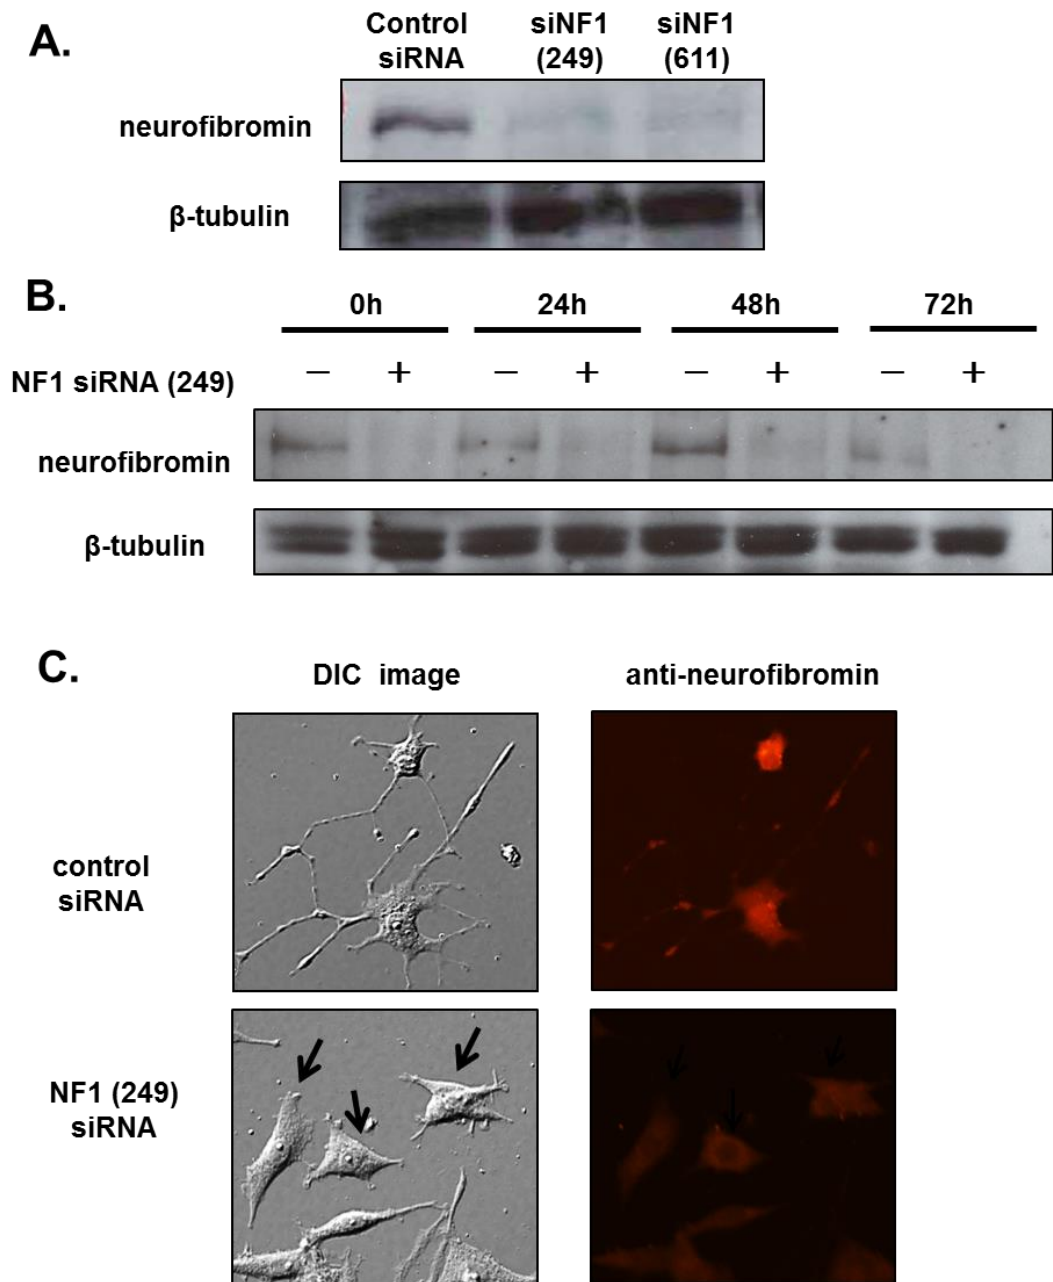 A.
Control siNF1 siNF1
siRNA (249) (611)
neurofibromin
β-tubulin
B.
0h 24h 48h 72h
NF1 siRNA (249) — + — + — + — +
neurofibromin
β-tubulin
C.
DIC image anti-neurofibromin
control
siRNA
NF1 (249)
siRNA